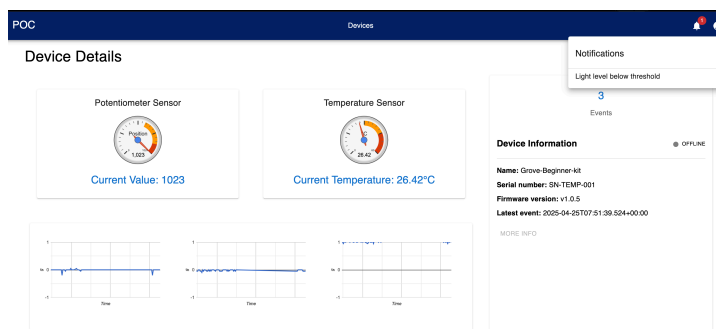 POC
Devices
1
Notifications
Light level below threshold
Device Details
Potentiometer Sensor
Position
1,023
Current Value: 1023
Temperature Sensor
°C
26.42
Current Temperature: 26.42°C
3
Events
Device Information
OFFLINE
Name: Grove-Beginner-kit
Serial number: SN-TEMP-001
Firmware version: v1.0.5
Latest event: 2025-04-25T07:51:39.524+00:00
MORE INFO
1
0
-1
Time
1
0
-1
Time
1
0
-1
Time